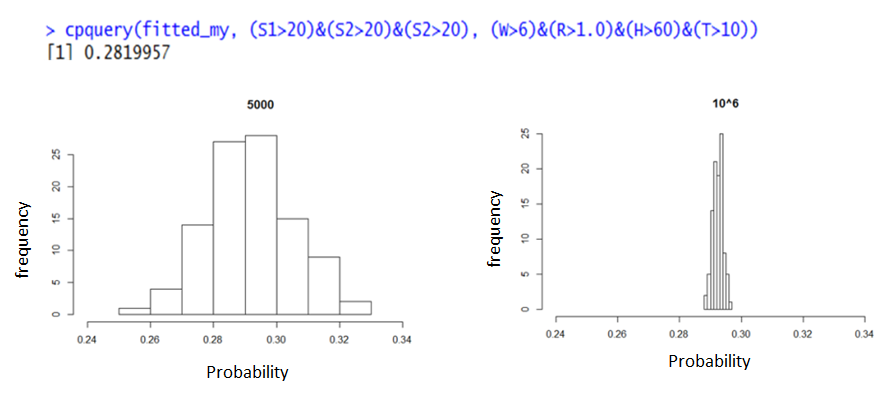 > cpquery(fitted_my, (S1>20)&(S2>20)&(S2>20), (W>6)&(R>1.0)&(H>60)&(T>10))
[1] 0.2819957
5000
frequency
25
20
15
10
5
0
0.24 0.26 0.28 0.30 0.32 0.34
Probability
10^6
frequency
25
20
15
10
5
0
0.24 0.26 0.28 0.30 0.32 0.34
Probability